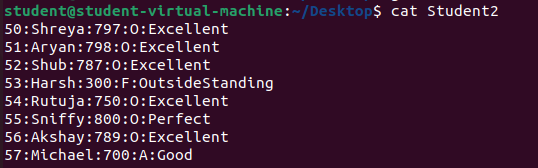 student@student-virtual-machine:~/Desktop$ cat Student2
50:Shreya:797:O:Excellent
51:Aryan:798:O:Excellent
52:Shub:787:O:Excellent
53:Harsh:300:F:OutsideStanding
54:Rutuja:750:O:Excellent
55:Sniffy:800:O:Perfect
56:Akshay:789:O:Excellent
57:Michael:700:A:Good